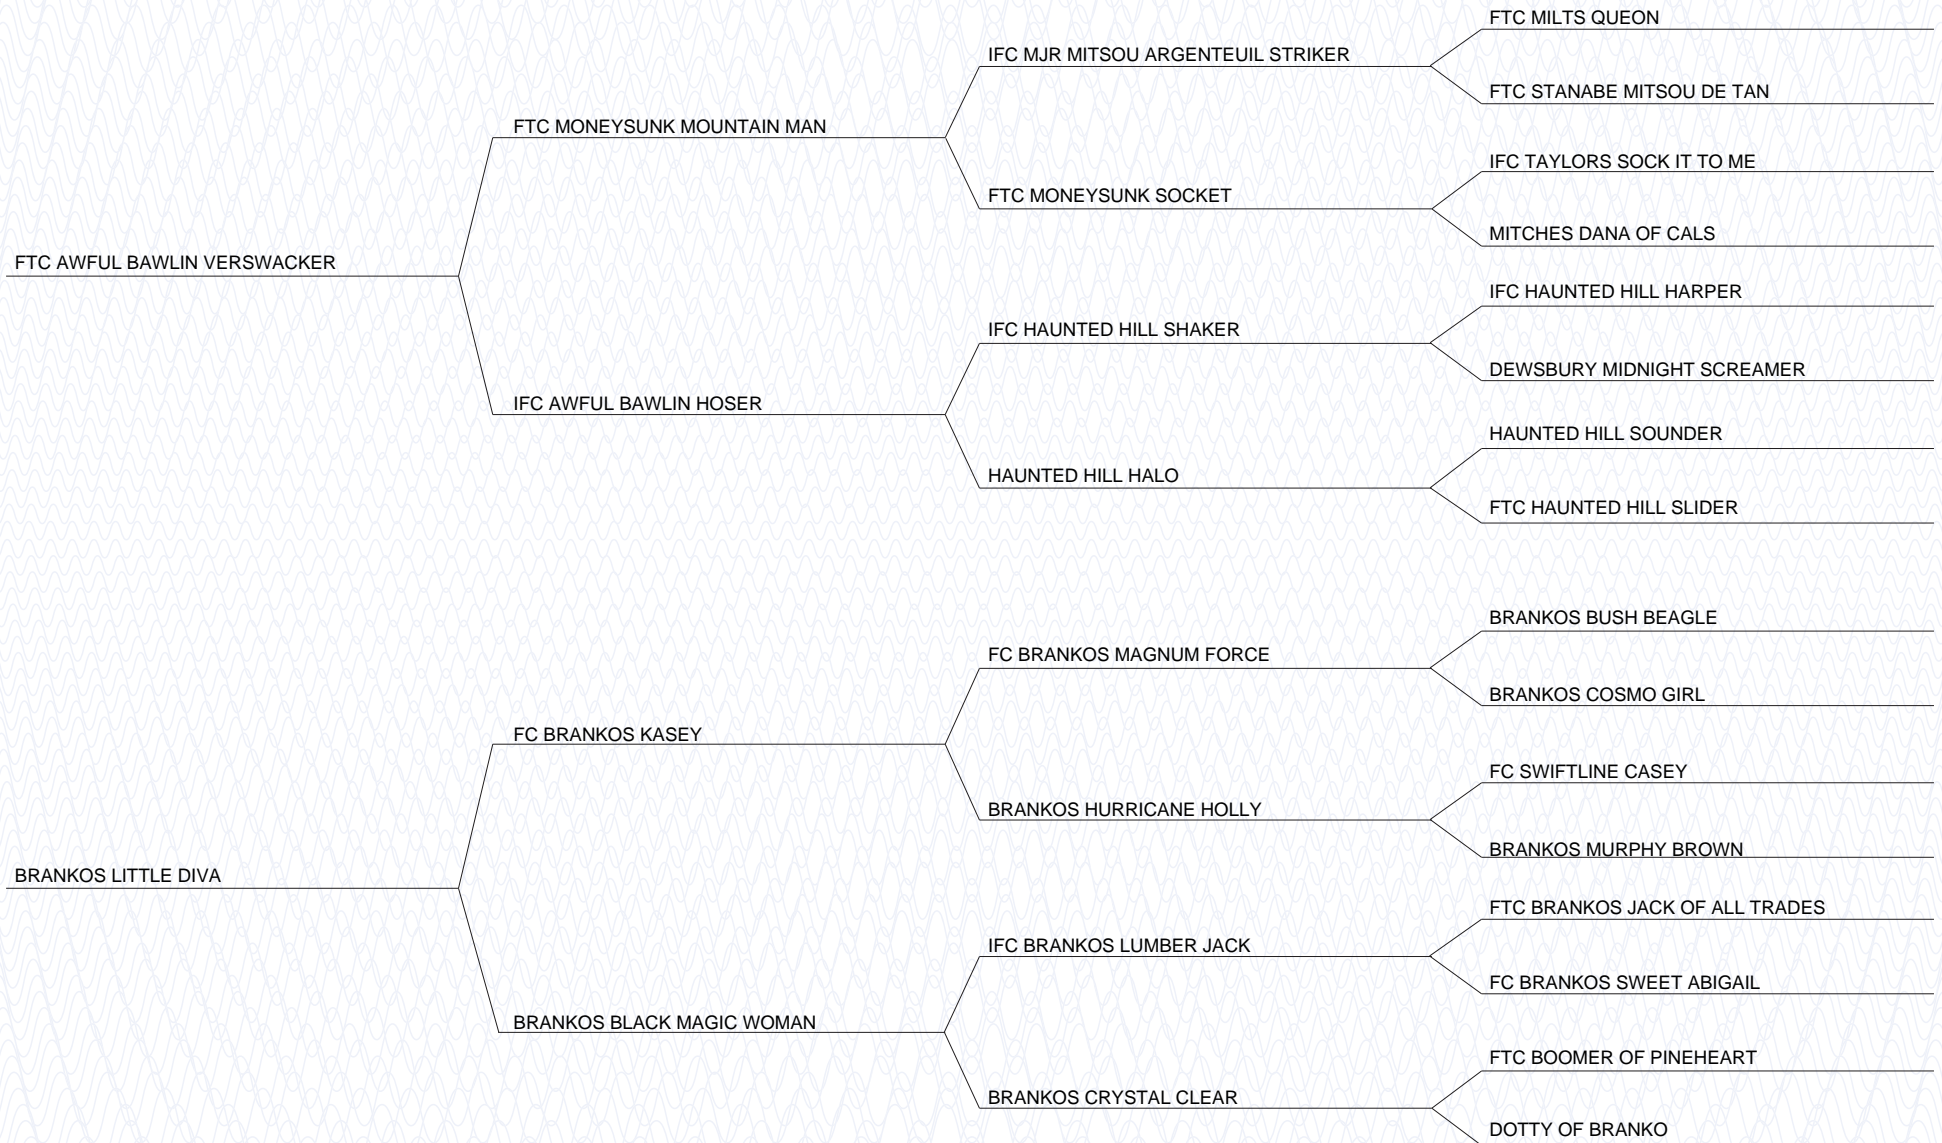 FTC MILTS QUEON
IFC MJR MITSOU ARGENTEUIL STRIKER
FTC STANABE MITSOU DE TAN
FTC MONEYSUNK MOUNTAIN MAN
IFC TAYLORS SOCK IT TO ME
FTC MONEYSUNK SOCKET
MITCHES DANA OF CALS
FTC AWFUL BAWLIN VERSWACKER
IFC HAUNTED HILL HARPER
IFC HAUNTED HILL SHAKER
DEWSBURY MIDNIGHT SCREAMER
IFC AWFUL BAWLIN HOSER
HAUNTED HILL SOUNDER
HAUNTED HILL HALO
FTC HAUNTED HILL SLIDER
BRANKOS BUSH BEAGLE
FC BRANKOS MAGNUM FORCE
BRANKOS COSMO GIRL
FC BRANKOS KASEY
FC SWIFTLINE CASEY
BRANKOS HURRICANE HOLLY
BRANKOS MURPHY BROWN
BRANKOS LITTLE DIVA
FTC BRANKOS JACK OF ALL TRADES
IFC BRANKOS LUMBER JACK
FC BRANKOS SWEET ABIGAIL
BRANKOS BLACK MAGIC WOMAN
FTC BOOMER OF PINEHEART
BRANKOS CRYSTAL CLEAR
DOTTY OF BRANKO